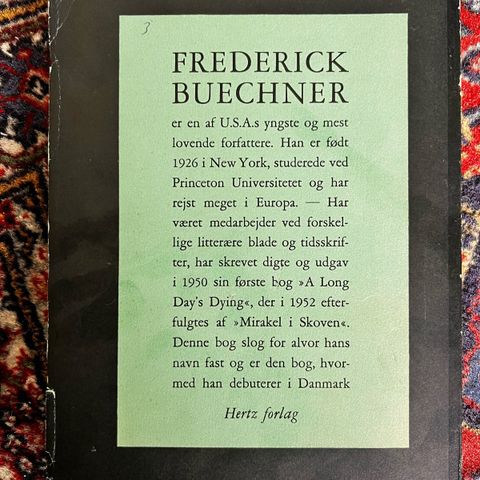 3
FREDERICK
BUECHNER
er en af U.S.A.s yngste og mest
lovende forfattere. Han er født
1926 i New York, studerede ved
Princeton Universitetet og har
rejst meget i Europa. — Har
været medarbejder ved forskel-
lige litterære blade og tidsskrif-
ter, har skrevet digte og udgav
i 1950 sin første bog »A Long
Day's Dying«, der i 1952 efter-
fulgtes af »Mirakel i Skoven«.
Denne bog slog for alvor hans
navn fast og er den bog, hvor-
med han debuterer i Danmark
Hertz forlag